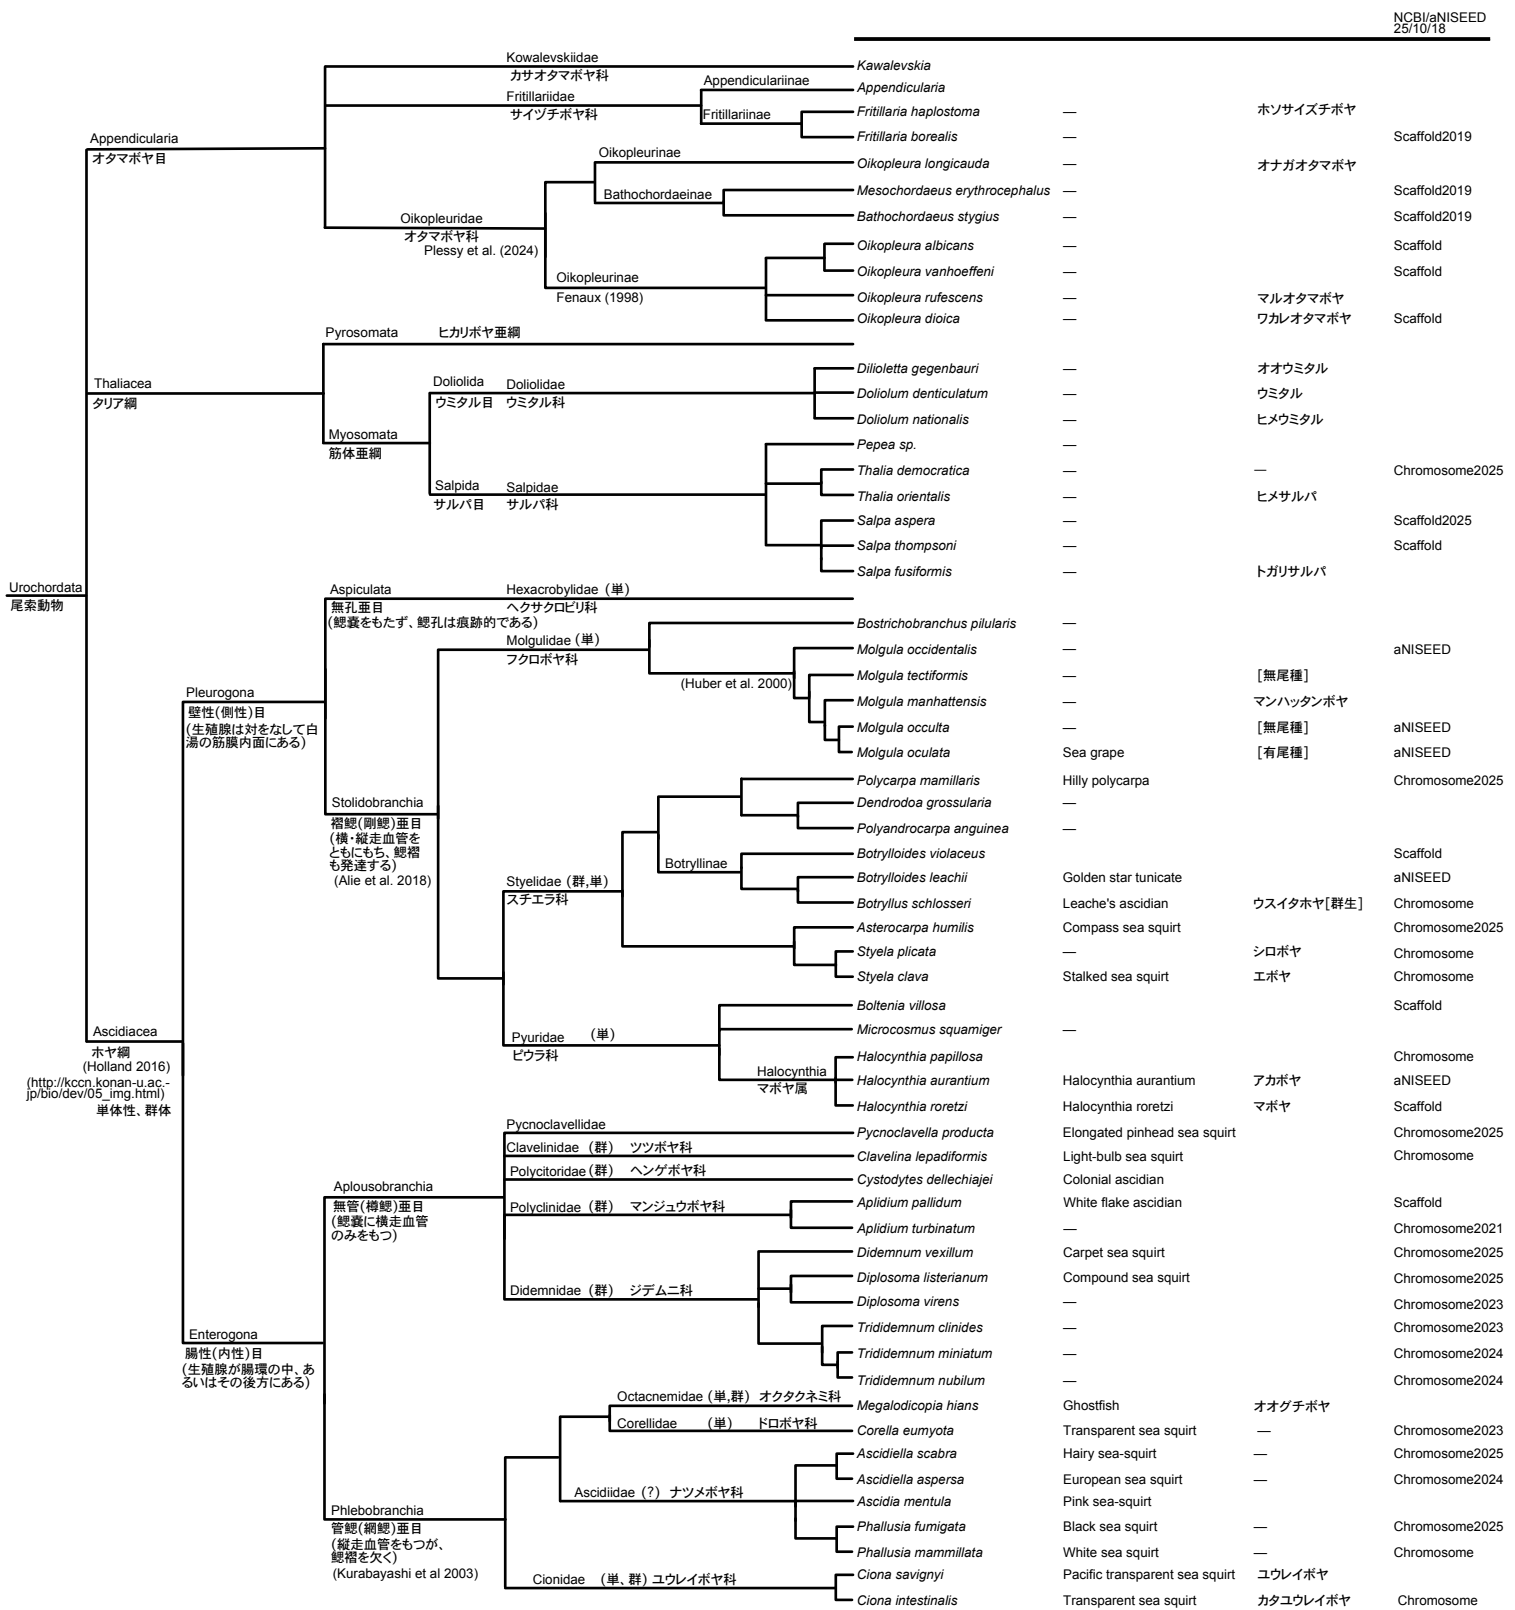 NCBI/aNISEED
25/10/18
Kowalevskiidae
カサオタマボヤ科
Kawalevskia
Fritillariidae
サイヅチボヤ科
Appendiculariinae
Appendicularia
Fritillariinae
Fritillaria haplostoma — ホソサイズチボヤ
Fritillaria borealis — Scaffold2019
Appendicularia
オタマボヤ目
Oikopleurinae
Oikopleura longicauda — オナガオタマボヤ
Bathochordaeinae
Mesochordaeus erythrocephalus — Scaffold2019
Bathochordaeus stygius — Scaffold2019
Oikopleuridae
オタマボヤ科
Plessy et al. (2024)
Oikopleura albicans — Scaffold
Oikopleura vanhoeffeni — Scaffold
Oikopleurinae
Fenaux (1998)
Oikopleura rufescens — マルオタマボヤ
Oikopleura dioica — ワカレオタマボヤ Scaffold
Pyrosomata ヒカリボヤ亜綱
Thaliacea
タリア綱
Doliolida Doliolidae
ウミタル目 ウミタル科
Dilioletta gegenbauri — オオウミタル
Doliolum denticulatum — ウミタル
Doliolum nationalis — ヒメウミタル
Myosomata
筋体亜綱
Pepea sp. —
Salpida Salpidae
サルパ目 サルパ科
Thalia democratica — — Chromosome2025
Thalia orientalis — ヒメサルパ
Salpa aspera — Scaffold2025
Salpa thompsoni — Scaffold
Salpa fusiformis — トガリサルパ
Urochordata
尾索動物
Aspiculata
無孔亜目
(鰓嚢をもたず、鰓孔は痕跡的である)
Hexacrobylidae (単)
ヘクサクロビリ科
Molgulidae (単)
フクロボヤ科
Bostrichobranchus pilularis —
(Huber et al. 2000)
Molgula occidentalis — aNISEED
Molgula tectiformis — [無尾種]
Molgula manhattensis — マンハッタンボヤ
Molgula occulta — [無尾種] aNISEED
Molgula oculata Sea grape [有尾種] aNISEED
Pleurogona
壁性(側性)目
(生殖腺は対をなして白
湯の筋膜内面にある)
Stolidobranchia
褶鰓(剛鰓)亜目
(横・縦走血管を
ともにもち、鰓褶
も発達する)
(Alie et al. 2018)
Polycarpa mamillaris Hilly polycarpa Chromosome2025
Dendrodoa grossularia —
Polyandrocarpa anguinea —
Botryllinae
Botrylloides violaceus Scaffold
Botrylloides leachii Golden star tunicate aNISEED
Botryllus schlosseri Leache's ascidian ウスイタホヤ[群生] Chromosome
Styelidae (群,単)
スチエラ科
Asterocarpa humilis Compass sea squirt Chromosome2025
Styela plicata — シロボヤ Chromosome
Styela clava Stalked sea squirt エボヤ Chromosome
Pyuridae (単)
ピウラ科
Boltenia villosa Scaffold
Microcosmus squamiger —
Halocynthia
マボヤ属
Halocynthia papillosa Chromosome
Halocynthia aurantium Halocynthia aurantium アカボヤ aNISEED
Halocynthia roretzi Halocynthia roretzi マボヤ Scaffold
Ascidiacea
ホヤ綱
(Holland 2016)
(http://kccn.konan-u.ac.-
jp/bio/dev/05_img.html)
単体性、群体
Pycnoclavellidae
Pycnoclavella producta Elongated pinhead sea squirt Chromosome2025
Clavelinidae (群) ツツボヤ科
Clavelina lepadiformis Light-bulb sea squirt Chromosome
Polycitoridae (群) ヘンゲボヤ科
Cystodytes dellechiajei Colonial ascidian
Aplousobranchia
無管(樽鰓)亜目
(鰓嚢に横走血管
のみをもつ)
Polyclinidae (群) マンジュウボヤ科
Aplidium pallidum White flake ascidian Scaffold
Aplidium turbinatum — Chromosome2021
Didemnidae (群) ジデムニ科
Didemnum vexillum Carpet sea squirt Chromosome2025
Diplosoma listerianum Compound sea squirt Chromosome2025
Diplosoma virens — Chromosome2023
Trididemnum clinides — Chromosome2023
Trididemnum miniatum — Chromosome2024
Trididemnum nubilum — Chromosome2024
Enterogona
腸性(内性)目
(生殖腺が腸環の中、あ
るいはその後方にある)
Octacnemidae (単,群) オクタクネミ科
Megalodicopia hians Ghostfish オオグチボヤ
Corellidae (単) ドロボヤ科
Corella eumyota Transparent sea squirt — Chromosome2023
Ascidiella scabra Hairy sea-squirt — Chromosome2025
Ascidiella aspersa European sea squirt — Chromosome2024
Ascidiidae (?) ナツメボヤ科
Ascidia mentula Pink sea-squirt
Phallusia fumigata Black sea squirt — Chromosome2025
Phallusia mammillata White sea squirt — Chromosome
Phlebobranchia
管鰓(網鰓)亜目
(縦走血管をもつが、
鰓褶を欠く)
(Kurabayashi et al 2003)
Cionidae (単、群) ユウレイボヤ科
Ciona savignyi Pacific transparent sea squirt ユウレイボヤ
Ciona intestinalis Transparent sea squirt カタユウレイボヤ Chromosome